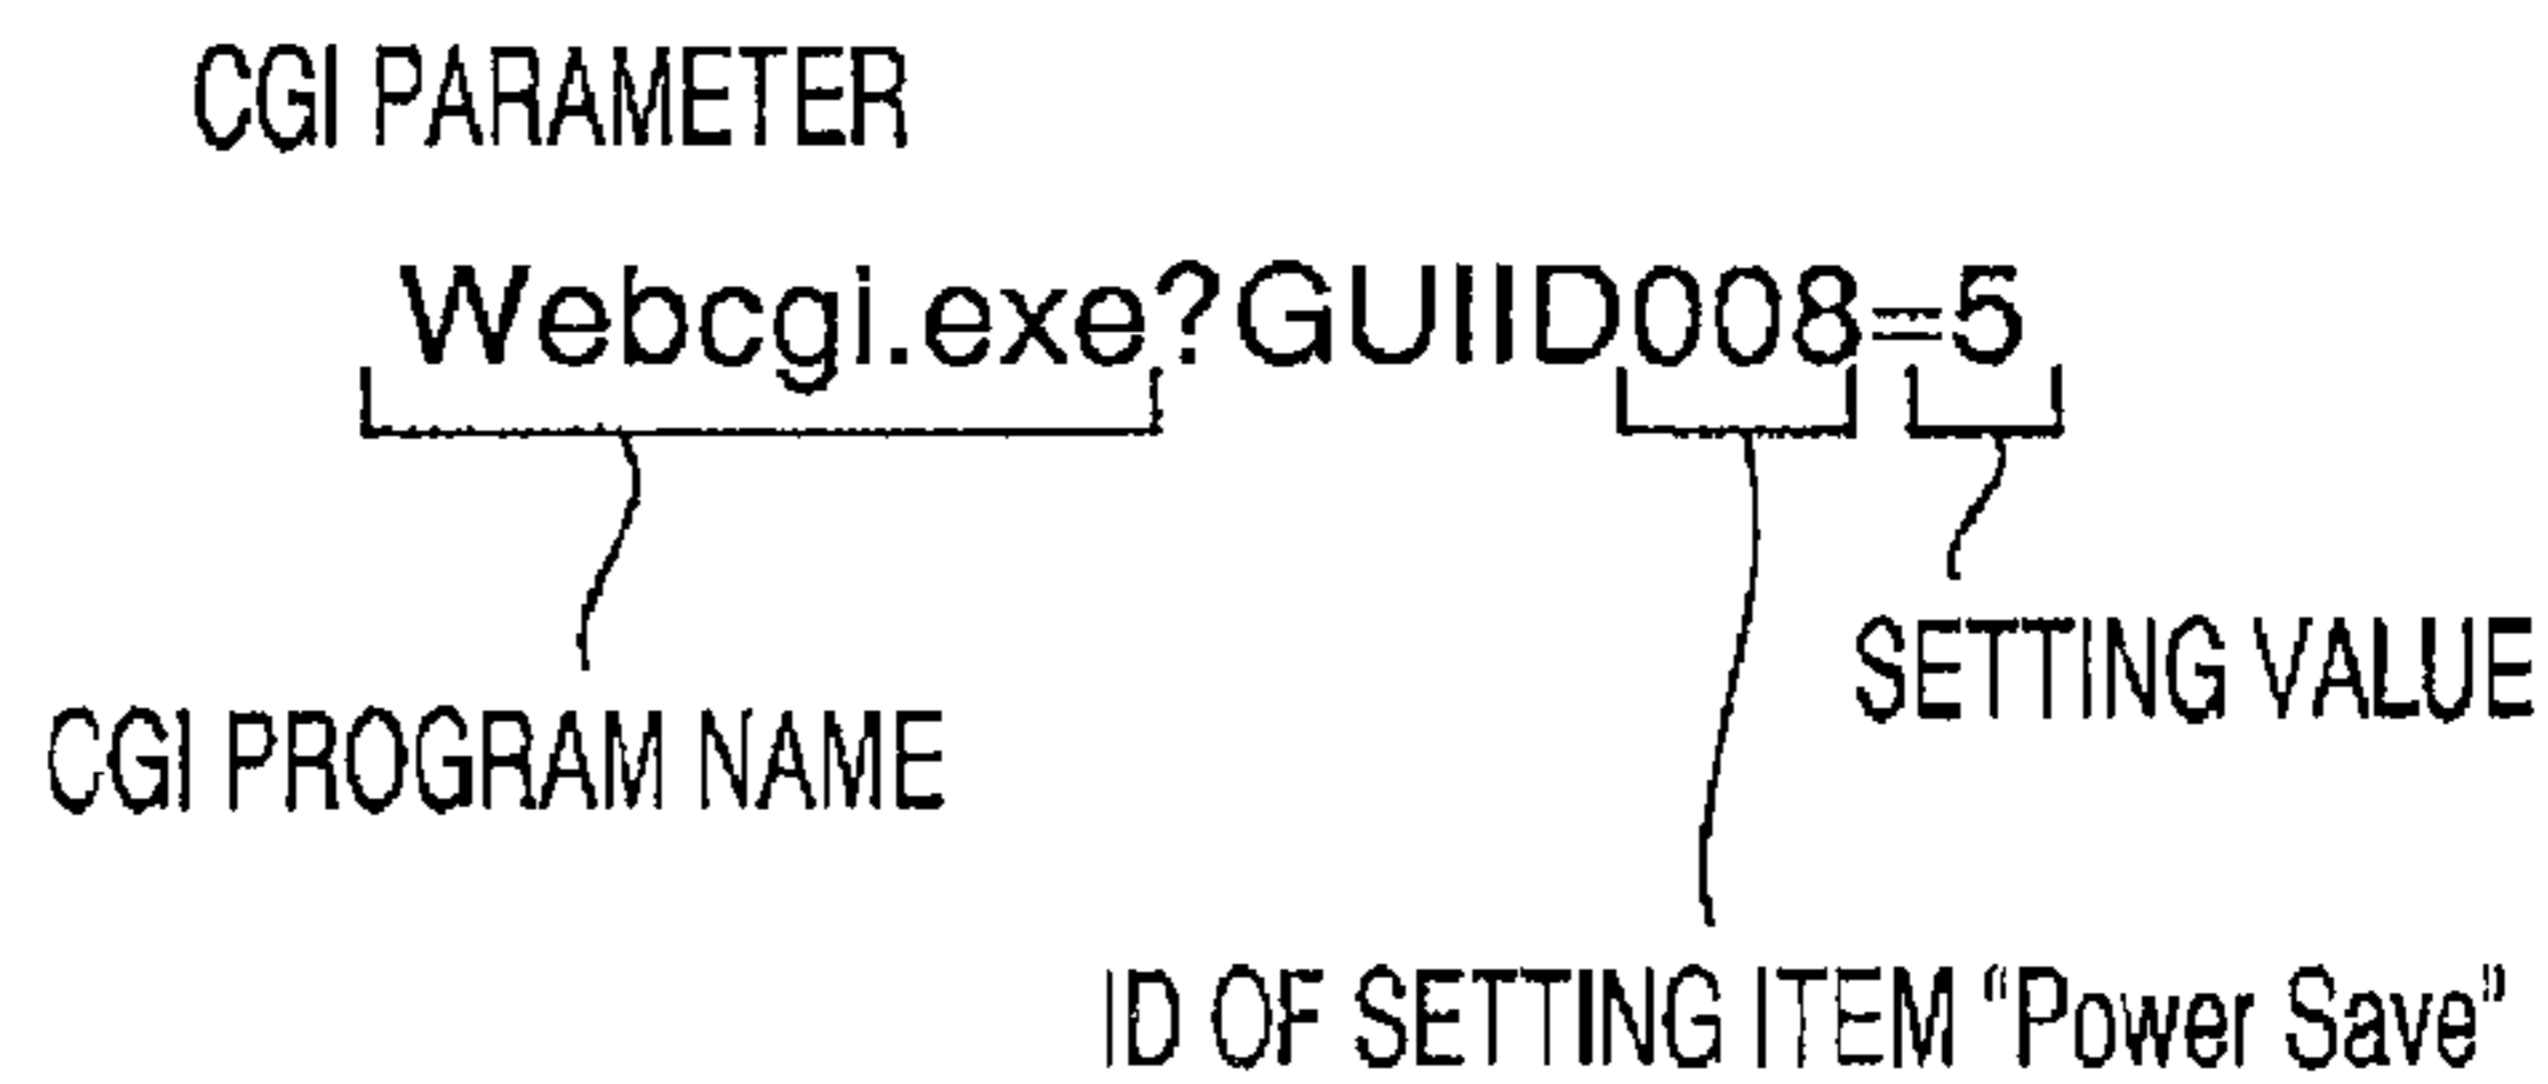 CGI PARAMETER
Webcgi.exe?GUIID008=5
SETTING VALUE
CGI PROGRAM NAME
ID OF SETTING ITEM “Power Save”